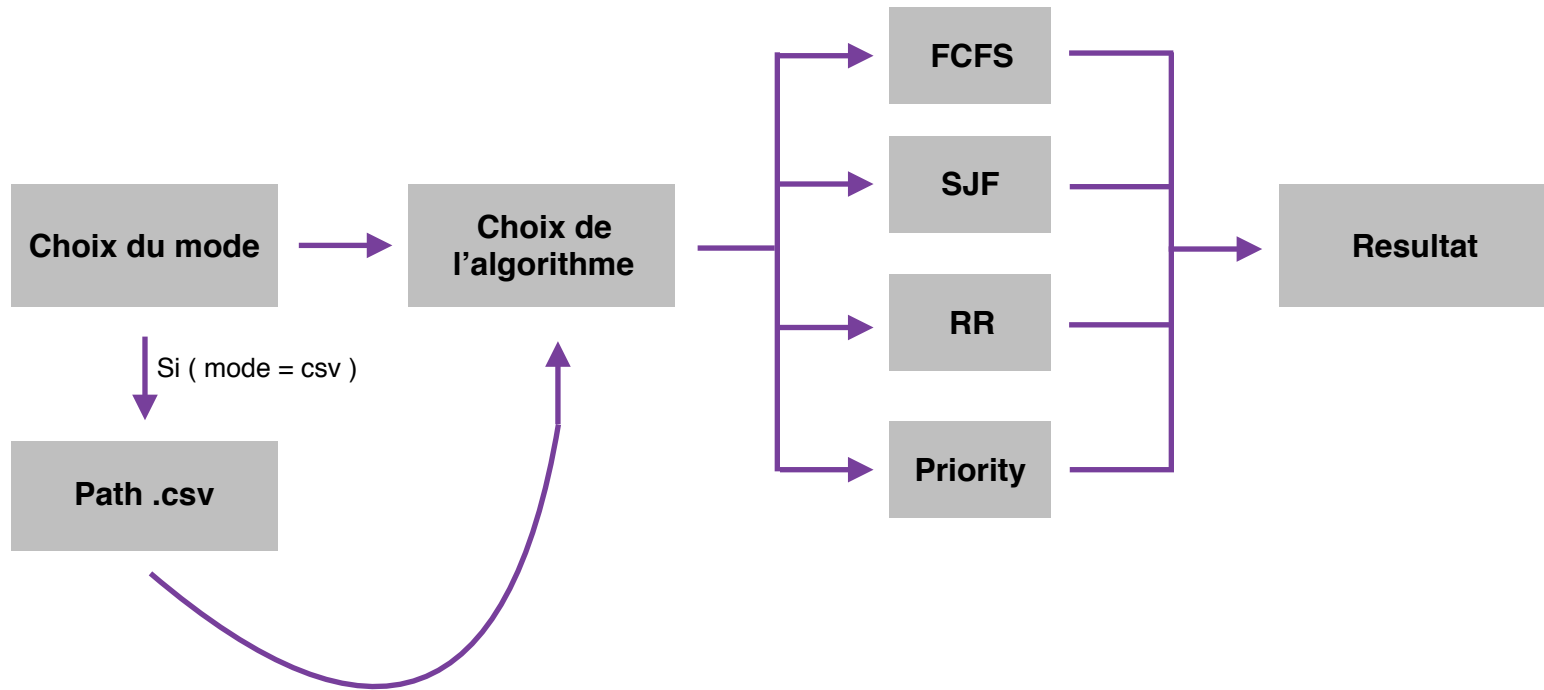 Choix du mode
Si ( mode = csv )
Path .csv
Choix de
l’algorithme
FCFS
SJF
RR
Priority
Resultat